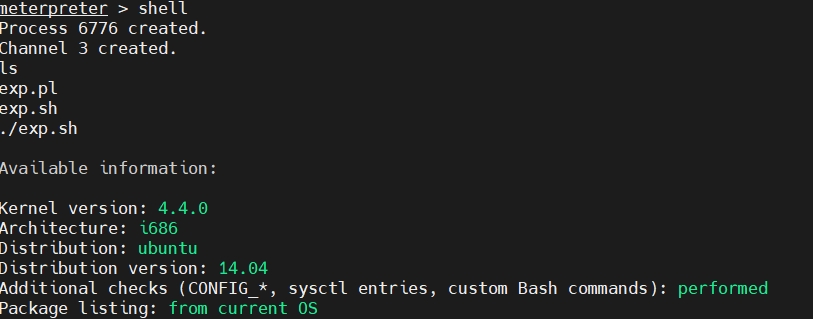 meterpreter > shell
Process 6776 created.
Channel 3 created.
ls
exp.pl
exp.sh
./exp.sh
Available information:
Kernel version: 4.4.0
Architecture: i686
Distribution: ubuntu
Distribution version: 14.04
Additional checks (CONFIG_*, sysctl entries, custom Bash commands): performed
Package listing: from current OS